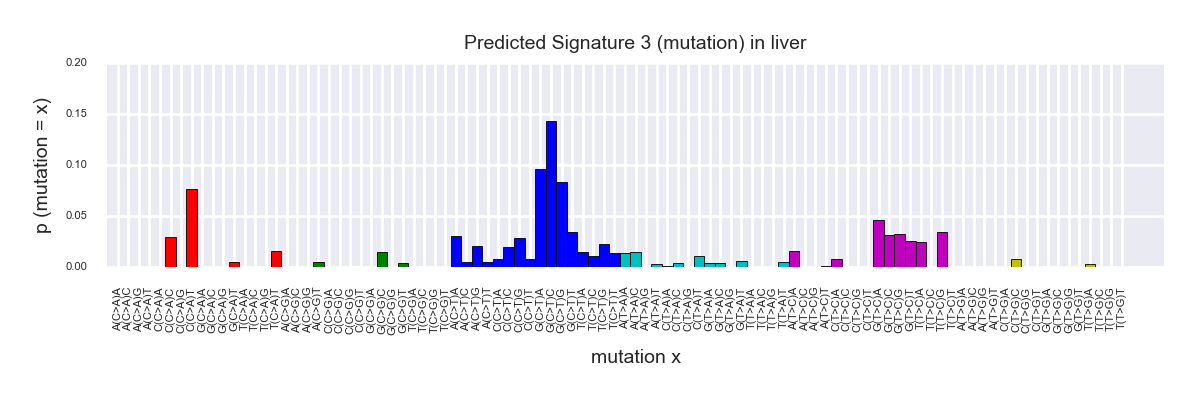 Predicted Signature 3 (mutation) in liver
0.20
0.15
0.10
0.05
0.00
p (mutation = x)
A(C>A)A
A(C>A)C
A(C>A)G
A(C>A)T
C(C>A)A
C(C>A)C
C(C>A)G
C(C>A)T
G(C>A)A
G(C>A)C
G(C>A)G
G(C>A)T
T(C>A)A
T(C>A)C
T(C>A)G
T(C>A)T
A(C>G)A
A(C>G)C
A(C>G)G
A(C>G)T
C(C>G)A
C(C>G)C
C(C>G)G
C(C>G)T
G(C>G)A
G(C>G)C
G(C>G)G
G(C>G)T
T(C>G)A
T(C>G)C
T(C>G)G
T(C>G)T
A(C>T)A
A(C>T)C
A(C>T)G
A(C>T)T
C(C>T)A
C(C>T)C
C(C>T)G
C(C>T)T
G(C>T)A
G(C>T)C
G(C>T)G
G(C>T)T
T(C>T)A
T(C>T)C
T(C>T)G
T(C>T)T
A(T>A)A
A(T>A)C
A(T>A)G
A(T>A)T
C(T>A)A
C(T>A)C
C(T>A)G
C(T>A)T
G(T>A)A
G(T>A)C
G(T>A)G
G(T>A)T
T(T>A)A
T(T>A)C
T(T>A)G
T(T>A)T
A(T>C)A
A(T>C)C
A(T>C)G
A(T>C)T
C(T>C)A
C(T>C)C
C(T>C)G
C(T>C)T
G(T>C)A
G(T>C)C
G(T>C)G
G(T>C)T
T(T>C)A
T(T>C)C
T(T>C)G
T(T>C)T
A(T>G)A
A(T>G)C
A(T>G)G
A(T>G)T
C(T>G)A
C(T>G)C
C(T>G)G
C(T>G)T
G(T>G)A
G(T>G)C
G(T>G)G
G(T>G)T
T(T>G)A
T(T>G)C
T(T>G)G
T(T>G)T
mutation x